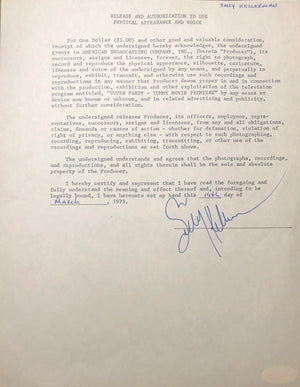 Sally Kellerman
RELEASE AND AUTHORIZATION TO USE
PHYSICAL APPEARANCE AND VOICE
For One Dollar ($1.00) and other good and valuable consideration,
receipt of which the undersigned hereby acknowledge, the undersigned
grants to AMERICAN BROADCASTING COMPANY, INC., (herein "Producer"), its
successors, assigns and licensees, forever, the right to photograph,
record and reproduce the physical appearance, silhouette, caricature,
likeness and voice of the undersigned by any means, and perpetually to
reproduce, exhibit, transmit, and otherwise use such recordings and
reproductions in any manner that Producer deems proper in and in connection
with the production, exhibition and other exploitation of the television
program entitled, "SUPER PARTY - TOMMY MOVIE PREMIERE" by any means or
device now known or unknown, and in related advertising and publicity,
without further consideration.
The undersigned releases Producer, its officers, employees, repre-
sentatives, successors, assigns and licensees, from any and all obligations,
claims, demands or causes of action - whether for defamation, violation of
right of privacy, or anything else - with respect to such photographing,
recording, reproducing, exhibiting, transmitting, or other use of the
recordings and reproductions as set forth above.
The undersigned understands and agrees that the photographs, recordings,
and reproductions, and all rights therein shall be the sole and absolute
property of the Producer.
I hereby certify and represent that I have read the foregoing and
fully understand the meaning and effect thereof and, intending to be
legally bound, I have hereunto set my hand this 14th day of
March, 1975.
Sally Kellerman